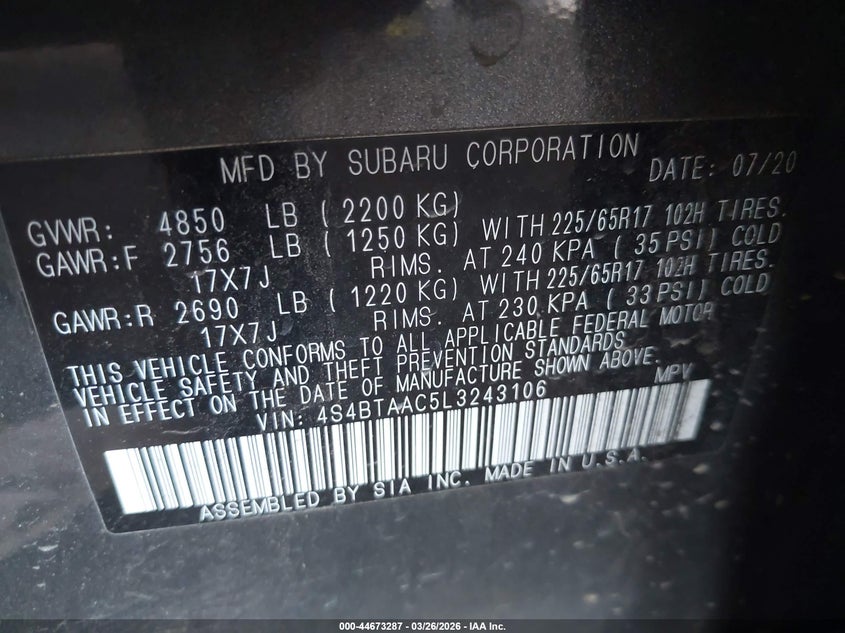 MFD BY SUBARU CORPORATION DATE: 07/20
GVWR: 4850 LB ( 2200 KG)
GAWR:F 2756 LB ( 1250 KG) WITH 225/65R17 102H TIRES.
17X7J RIMS. AT 240 KPA ( 35 PSI) COLD
GAWR:R 2690 LB ( 1220 KG) WITH 225/65R17 102H TIRES.
17X7J RIMS. AT 230 KPA ( 33 PSI) COLD
THIS VEHICLE CONFORMS TO ALL APPLICABLE FEDERAL MOTOR
VEHICLE SAFETY AND THEFT PREVENTION STANDARDS
IN EFFECT ON THE DATE OF MANUFACTURE SHOWN ABOVE.
VIN: 4S4BTAAC5L3243106 MPV
ASSEMBLED BY SIA INC. MADE IN U.S.A.
000-44673287 - 03/26/2026 - IAA Inc.